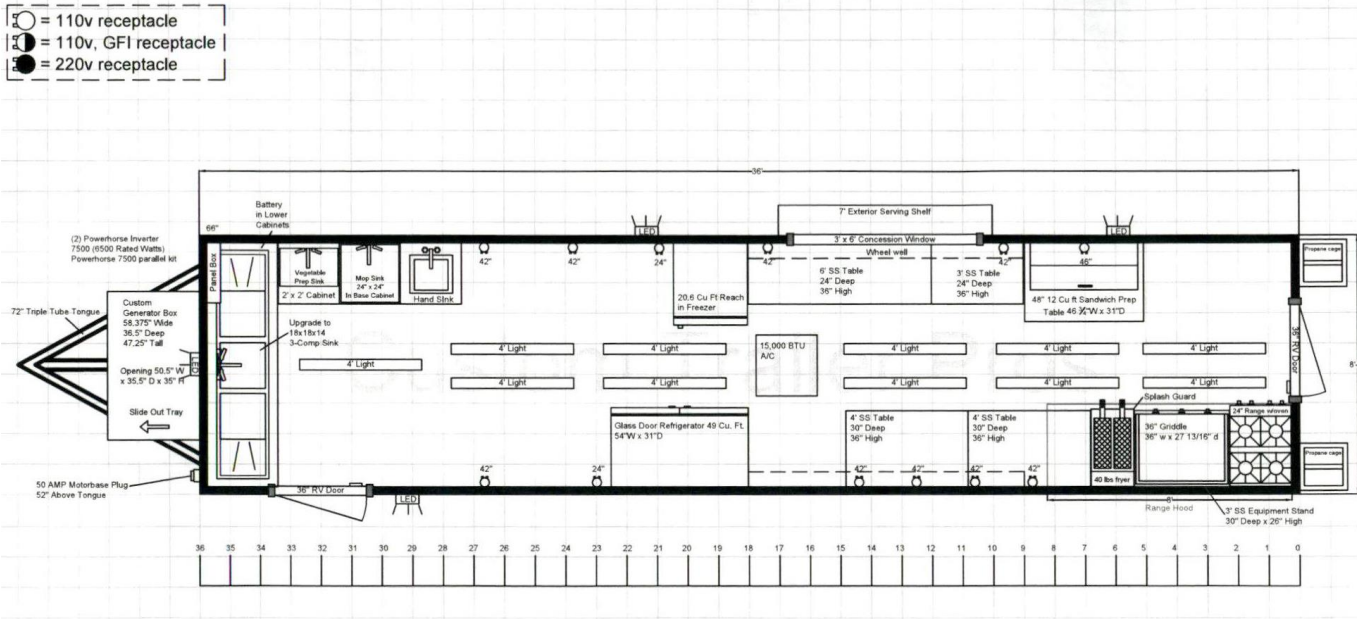 = 110v receptacle
= 110v, GFI receptacle
= 220v receptacle
36'
Battery
in Lower
Cabinets
66"
(2) Powerhorse Inverter
7500 (6500 Rated Watts)
Powerhorse 7500 parallel kit
Panel Box
72" Triple Tube Tongue
Custom
Generator Box
58,375" Wide
36,5" Deep
47,25" Tall
Opening 50.5" W
x 35,5" D x 35" H
Slide Out Tray
LED
50 AMP Motorbase Plug
52" Above Tongue
Vegetable
Prep Sink
2' x 2' Cabinet
Mop Sink
24" x 24"
In Base Cabinet
Hand Sink
Upgrade to
18x18x14
3-Comp Sink
42"
42"
24"
LED
20,6 Cu Ft Reach
in Freezer
42"
7' Exterior Serving Shelf
3' x 6' Concession Window
Wheel well
6' SS Table
24" Deep
36" High
3' SS Table
24" Deep
36" High
42"
LED
46"
48" 12 Cu ft Sandwich Prep
Propane cage
36" RV Door
8'-
4' Light
4' Light
4' Light
4' Light
4' Light
4' Light
4' Light
4' Light
4' Light
4' Light
4' Light
15,000 BTU
A/C
Custom Trailer Pros
Glass Door Refrigerator 49 Cu. Ft.
54"W x 31"D
4' SS Table
30" Deep
36" High
4' SS Table
30" Deep
36" High
Splash Guard
36" Griddle
36" w x 27 13/16" d
24" Range w/oven
40 lbs fryer
Propane cage
42"
24"
42"
42"
42"
42"
36" RV Door
LED
8'
Range Hood
3' SS Equipment Stand
30" Deep x 26" High
36 35 34 33 32 31 30 29 28 27 26 25 24 23 22 21 20 19 18 17 16 15 14 13 12 11 10 9 8 7 6 5 4 3 2 1 0